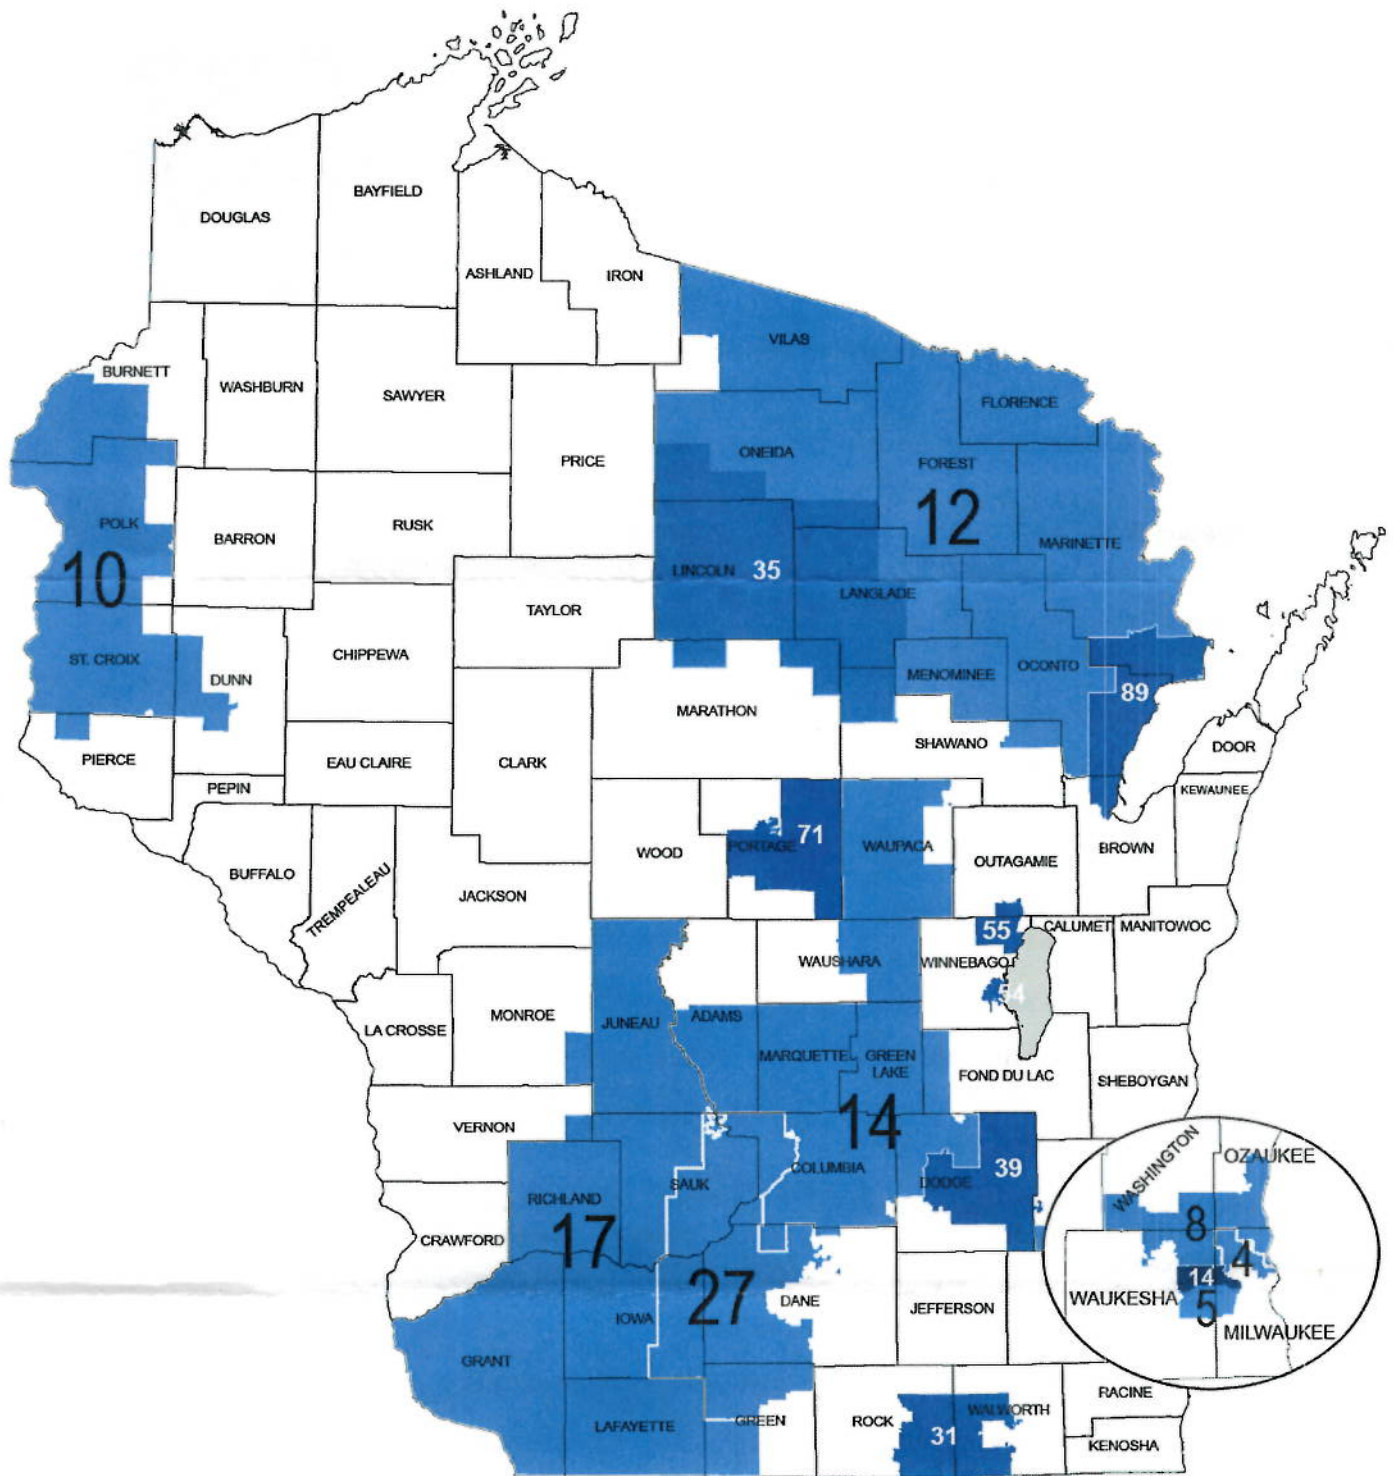 BAYFIELD
DOUGLAS
ASHLAND
IRON
VILAS
BURNETT
WASHBURN
SAWYER
FLORENCE
PRICE
ONEIDA
FOREST
12
POLK
10
BARRON
RUSK
MARINETTE
LINCOLN 35
LANGLADE
TAYLOR
CHIPPEWA
ST. CROIX
DUNN
MENOMINEE
OCONTO
89
MARATHON
SHAWANO
DOOR
PIERCE
EAU CLAIRE
CLARK
PEPIN
KEWAUNEE
71
PORTAGE
WAUPACA
WOOD
OUTAGAMIE
BROWN
BUFFALO
TREMPEALEAU
JACKSON
55
CALUMET
MANITOWOC
WAUSHARA
WINNEBAGO
54
LA CROSSE
MONROE
JUNEAU
ADAMS
MARQUETTE
GREEN
LAKE
FOND DU LAC
SHEBOYGAN
14
VERNON
WASHINGTON
OZAUKEE
COLUMBIA
39
DODGE
SAUK
RICHLAND
17
8
CRAWFORD
4
14
27
DANE
WAUKESHA
5
JEFFERSON
IOWA
MILWAUKEE
GRANT
RACINE
LAFAYETTE
GREEN
ROCK
WALWORTH
31
KENOSHA